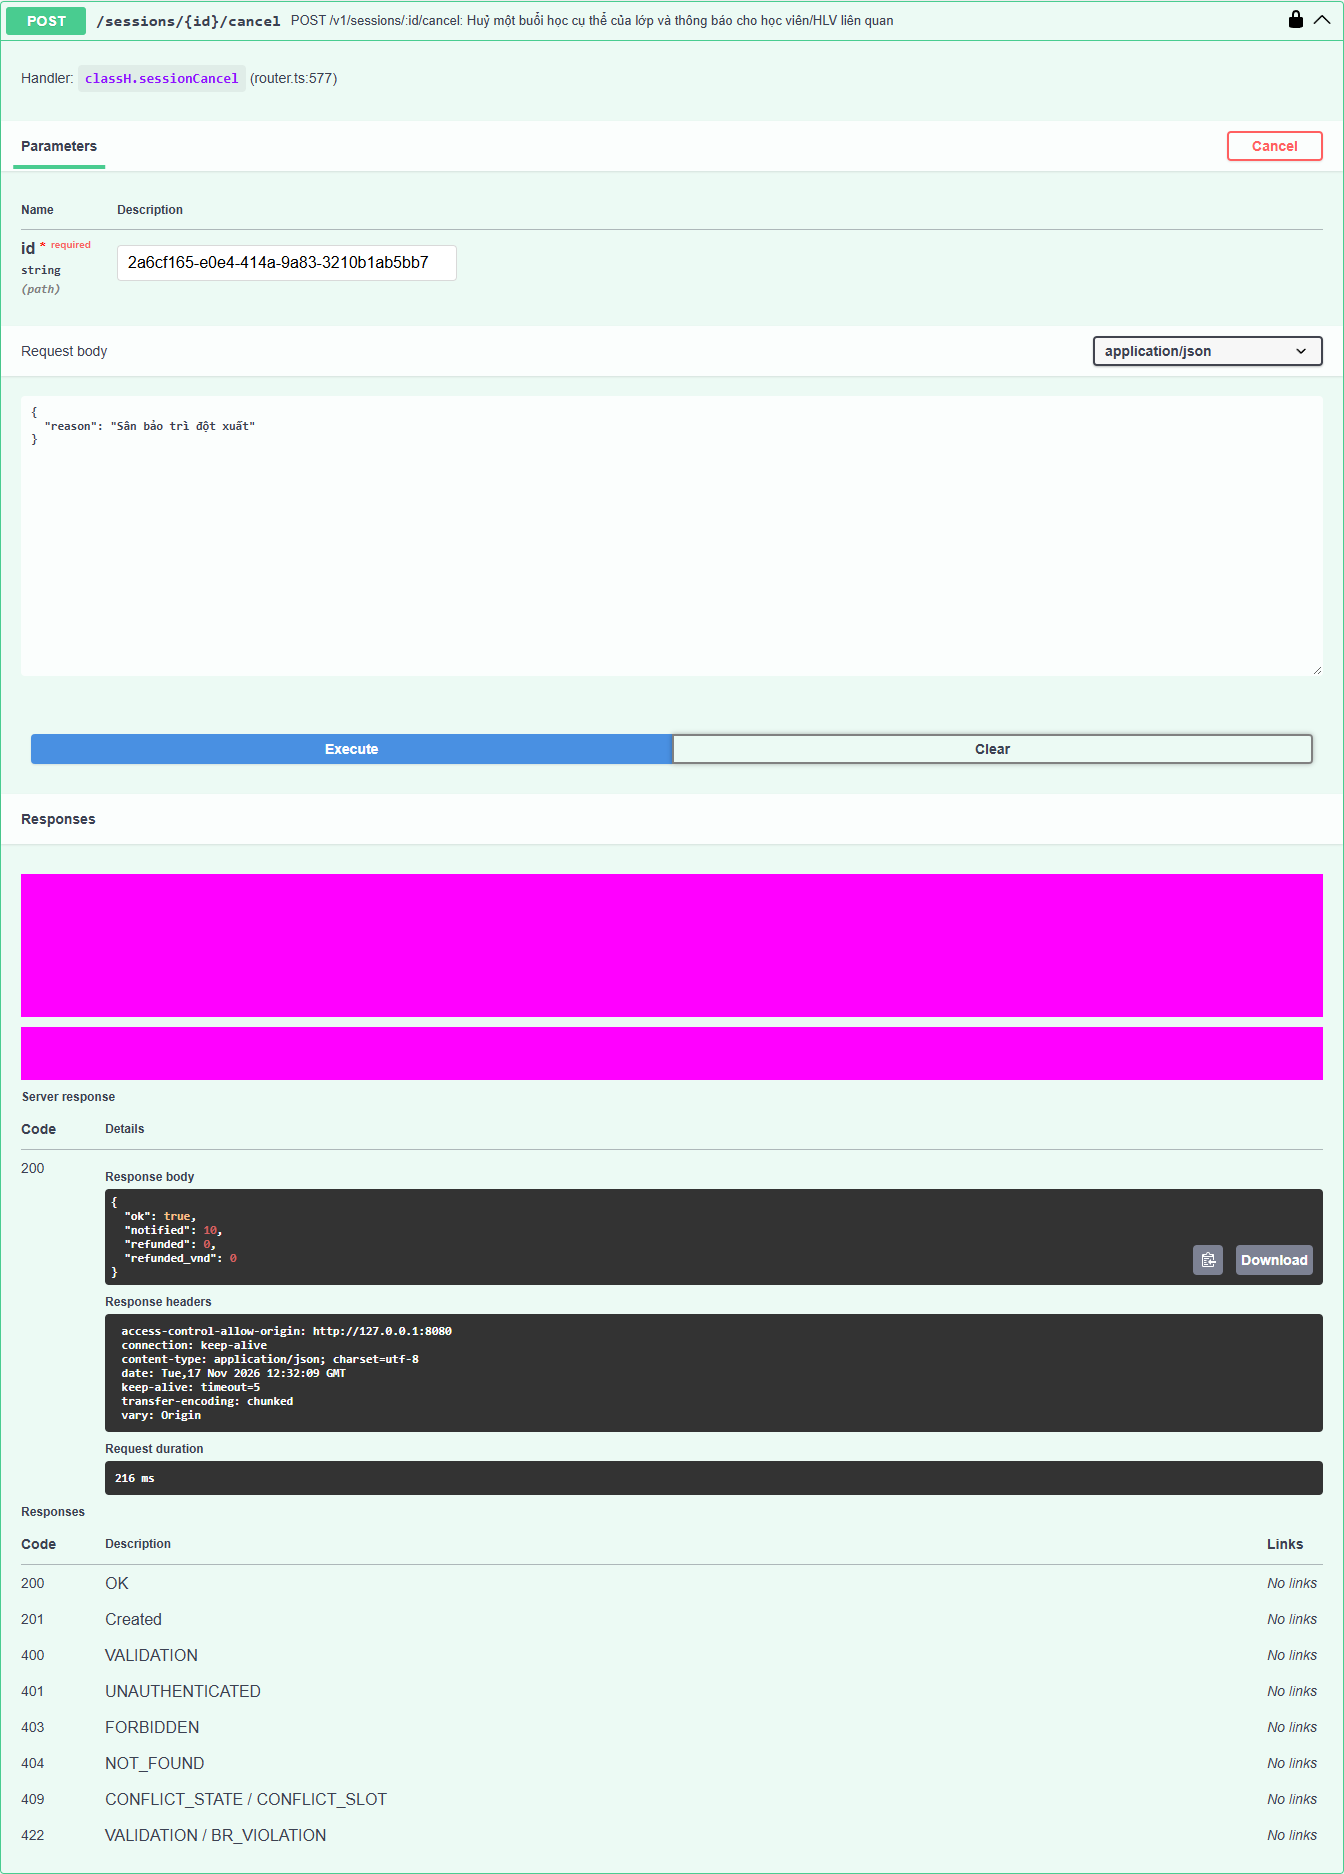 POST /sessions/{id}/cancel POST /v1/sessions/:id/cancel: Huỷ một buổi học cụ thể của lớp và thông báo cho học viên/HLV liên quan
Handler: classH.sessionCancel (router.ts:577)
Parameters Cancel
Name Description
id * required
string
(path)
2a6cf165-e0e4-414a-9a83-3210b1ab5bb7
Request body application/json
{
"reason": "Sân bảo trì đột xuất"
}
Execute Clear
Responses
Server response
Code Details
200
Response body
{
"ok": true,
"notified": 10,
"refunded": 0,
"refunded_vnd": 0
}
Download
Response headers
access-control-allow-origin: http://127.0.0.1:8080
connection: keep-alive
content-type: application/json; charset=utf-8
date: Tue,17 Nov 2026 12:32:09 GMT
keep-alive: timeout=5
transfer-encoding: chunked
vary: Origin
Request duration
216 ms
Responses
Code Description Links
200 OK No links
201 Created No links
400 VALIDATION No links
401 UNAUTHENTICATED No links
403 FORBIDDEN No links
404 NOT_FOUND No links
409 CONFLICT_STATE / CONFLICT_SLOT No links
422 VALIDATION / BR_VIOLATION No links